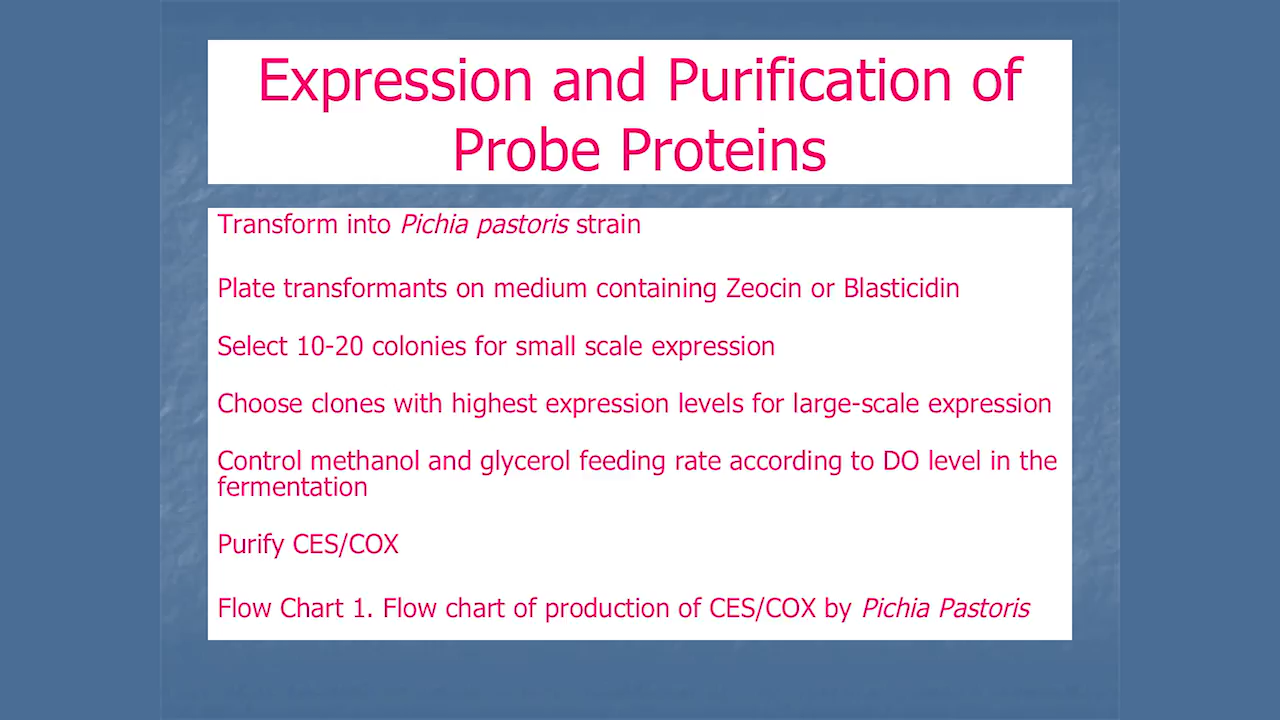 Expression and Purification of
Probe Proteins
Transform into Pichia pastoris strain
Plate transformants on medium containing Zeocin or Blasticidin
Select 10-20 colonies for small scale expression
Choose clones with highest expression levels for large-scale expression
Control methanol and glycerol feeding rate according to DO level in the
fermentation
Purify CES/COX
Flow Chart 1. Flow chart of production of CES/COX by Pichia Pastoris